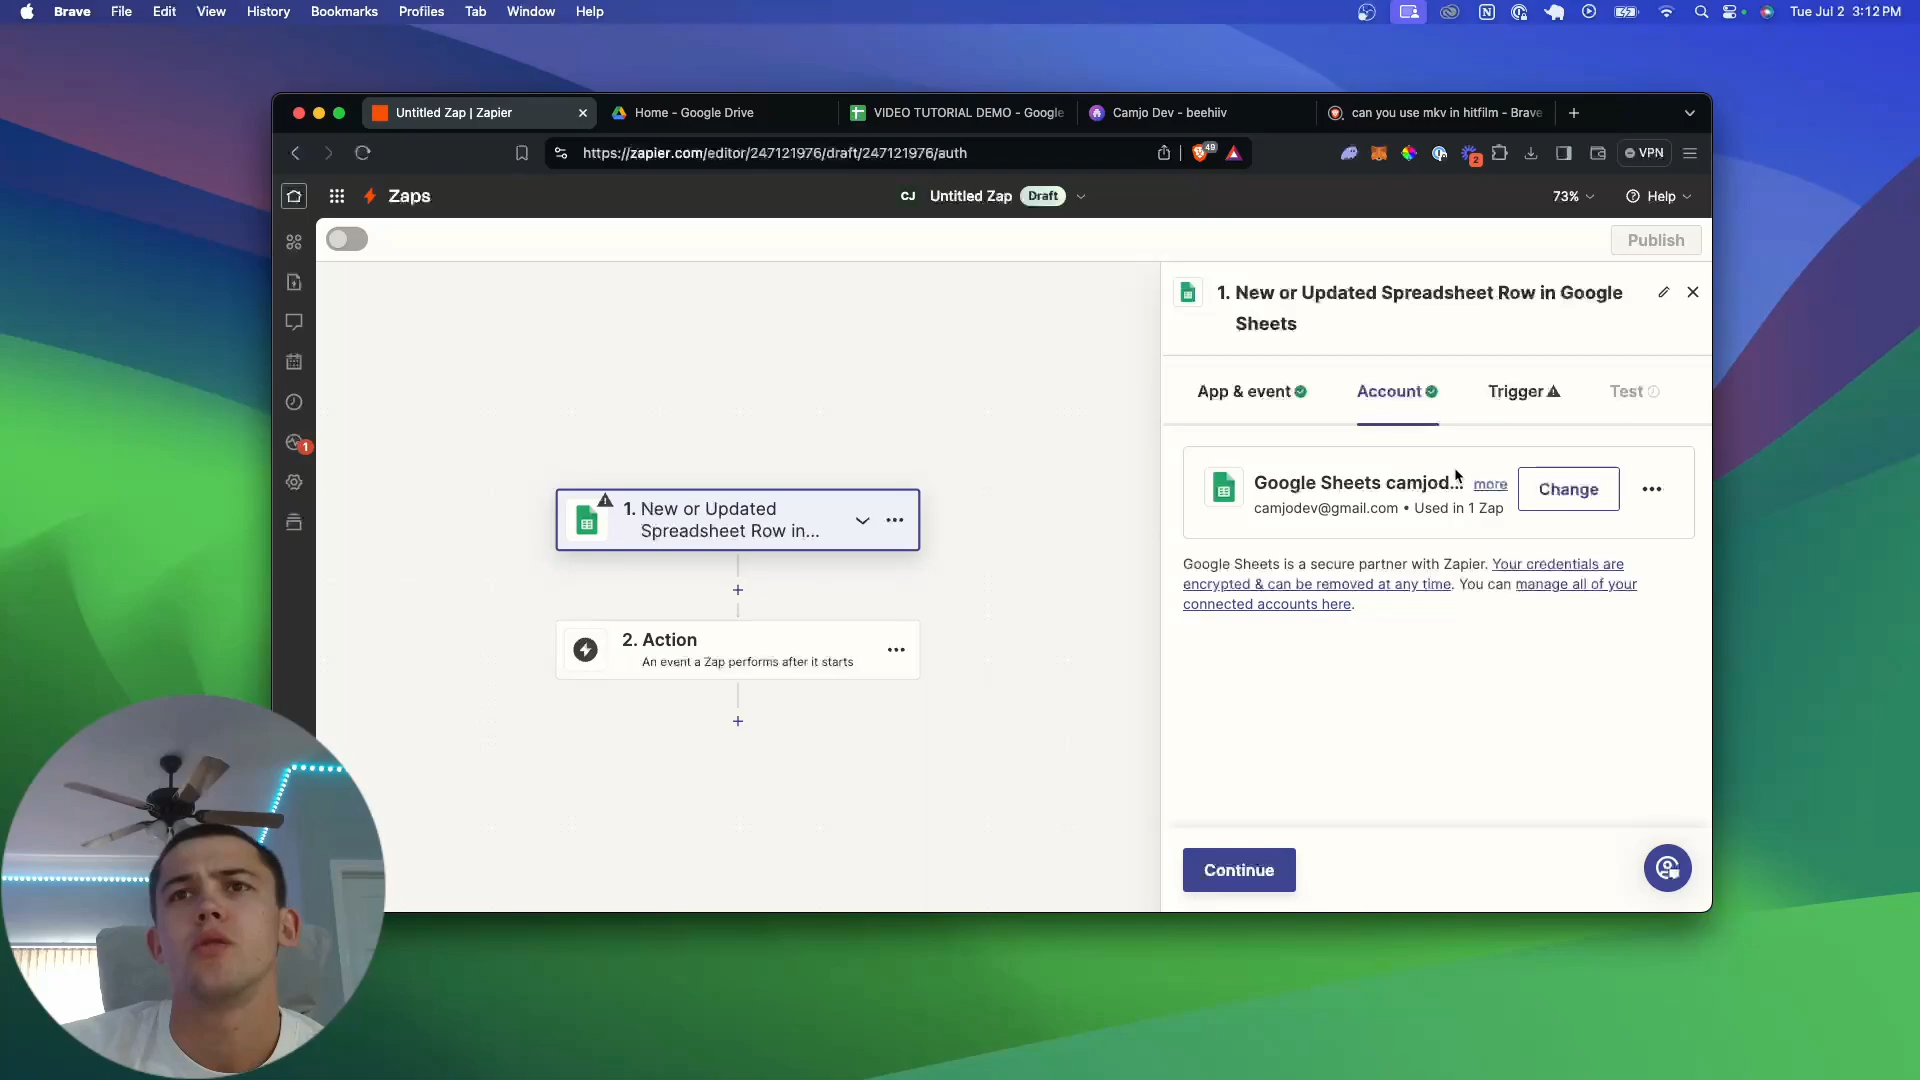 Brave File Edit View History Bookmarks Profiles Tab Window Help Tue Jul 2 3:12 PM
Untitled Zap | Zapier Home - Google Drive VIDEO TUTORIAL DEMO - Google Camjo Dev - beehiiv can you use mkv in hitfilm - Brave
https://zapier.com/editor/247121976/draft/247121976/auth 49 2 VPN
Zaps CJ Untitled Zap Draft 73% Help
Publish
1. New or Updated Spreadsheet Row in Google
Sheets
App & event Account Trigger Test
Google Sheets camjod... more Change
camjodev@gmail.com • Used in 1 Zap
Google Sheets is a secure partner with Zapier. Your credentials are
encrypted & can be removed at any time. You can manage all of your
connected accounts here.
1
1. New or Updated
Spreadsheet Row in...
2. Action
An event a Zap performs after it starts
Continue